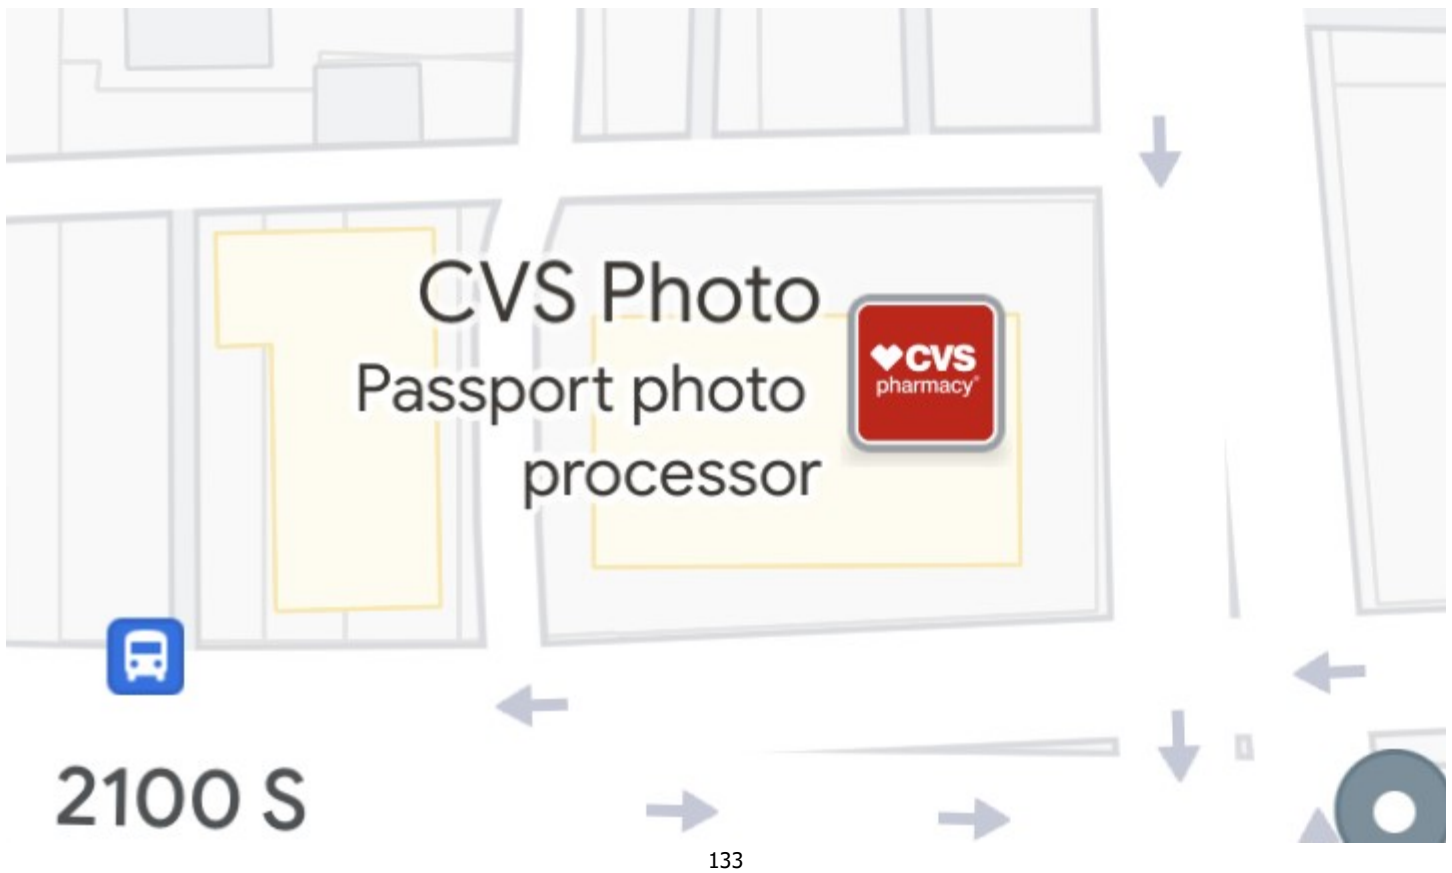 CVS Photo
Passport photo
processor
CVS
pharmacy®
2100 S
133